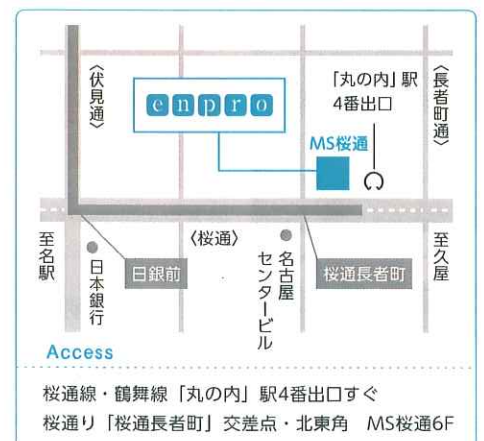 〈伏見通〉
enpro
「丸の内」駅
4番出口
〈長者町通〉
MS桜通
至名駅
日本銀行
日銀前
〈桜通〉
名古屋
センタービル
桜通長者町
至久屋
Access
桜通線・鶴舞線「丸の内」駅4番出口すぐ
桜通り「桜通長者町」交差点・北東角　MS桜通6F